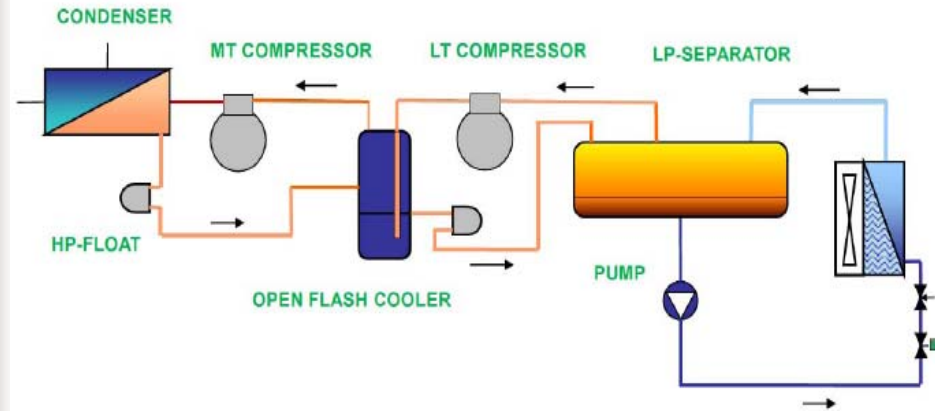 CONDENSER
MT COMPRESSOR
LT COMPRESSOR
LP-SEPARATOR
HP-FLOAT
OPEN FLASH COOLER
PUMP